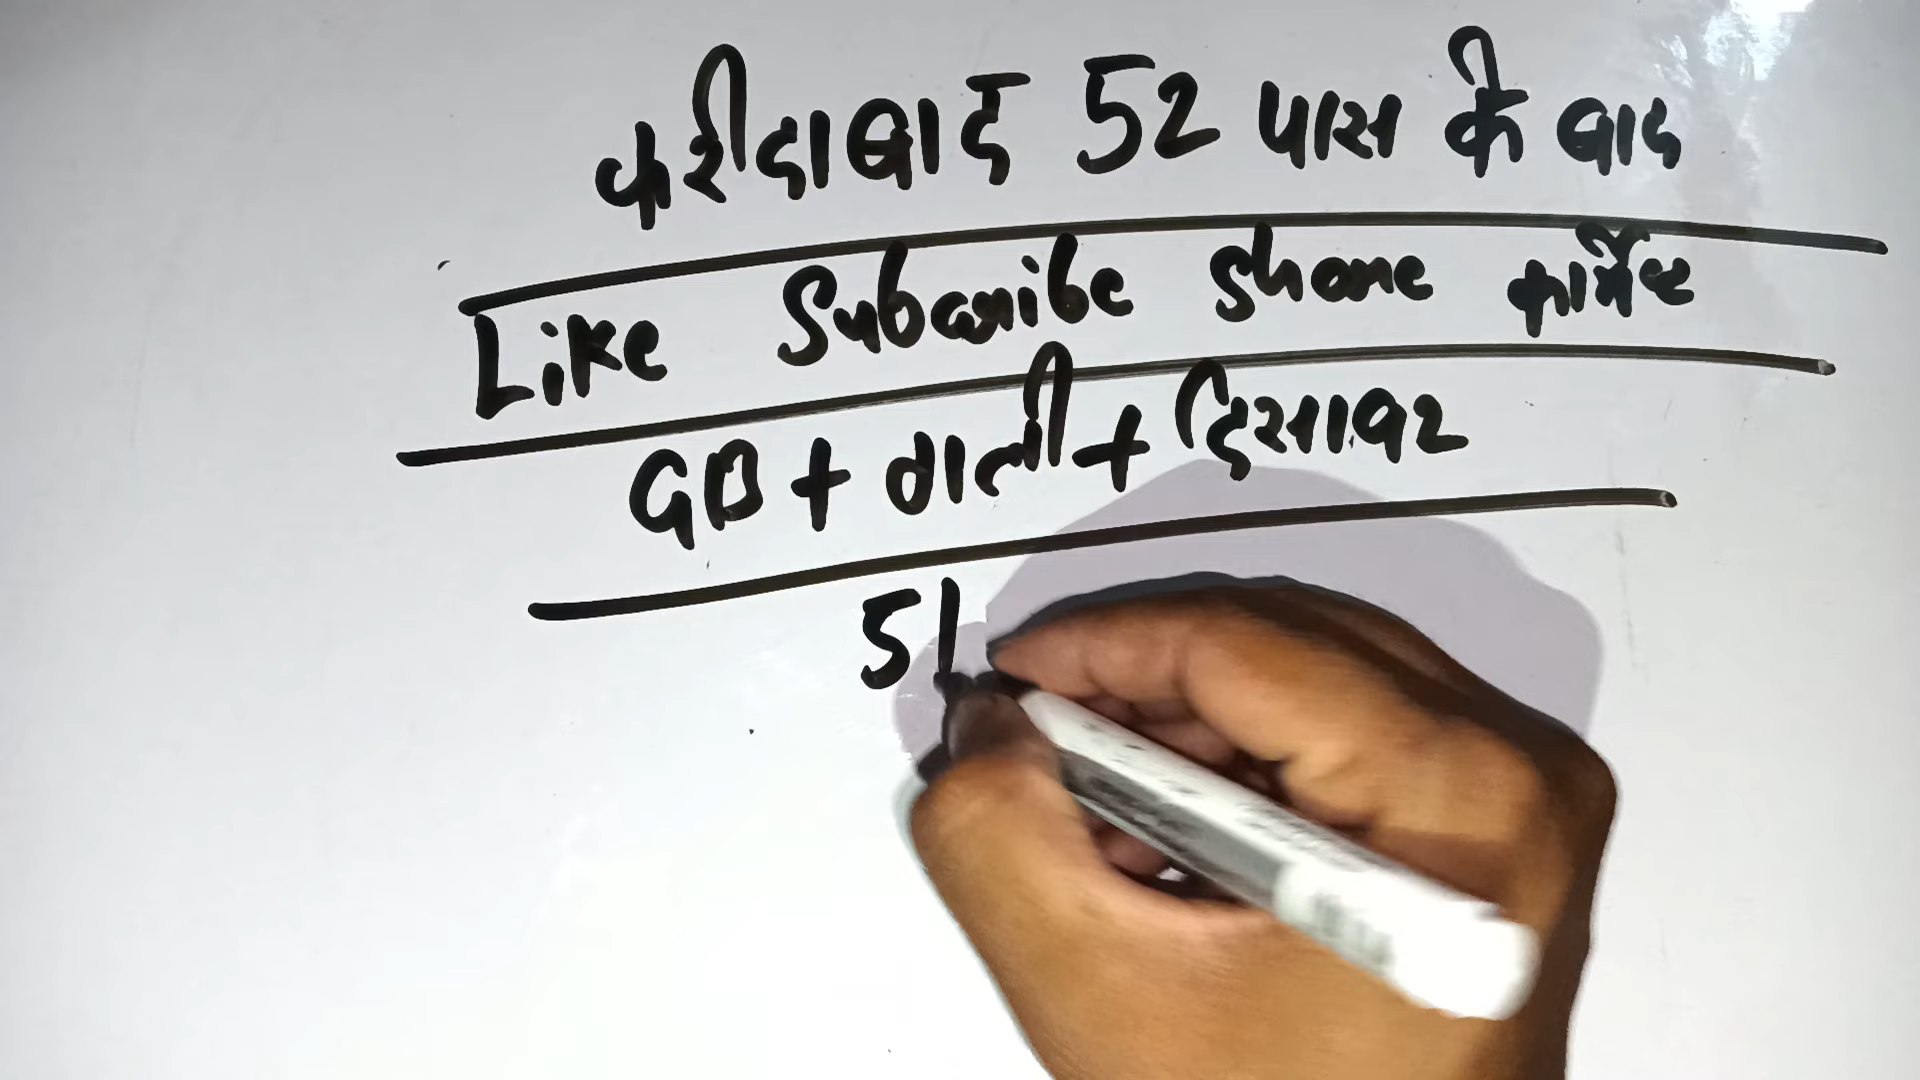 फरीदाबाद 52 पास के बाद
Like Subscribe share कॉमेंट
GB + गली + दिसावर
51